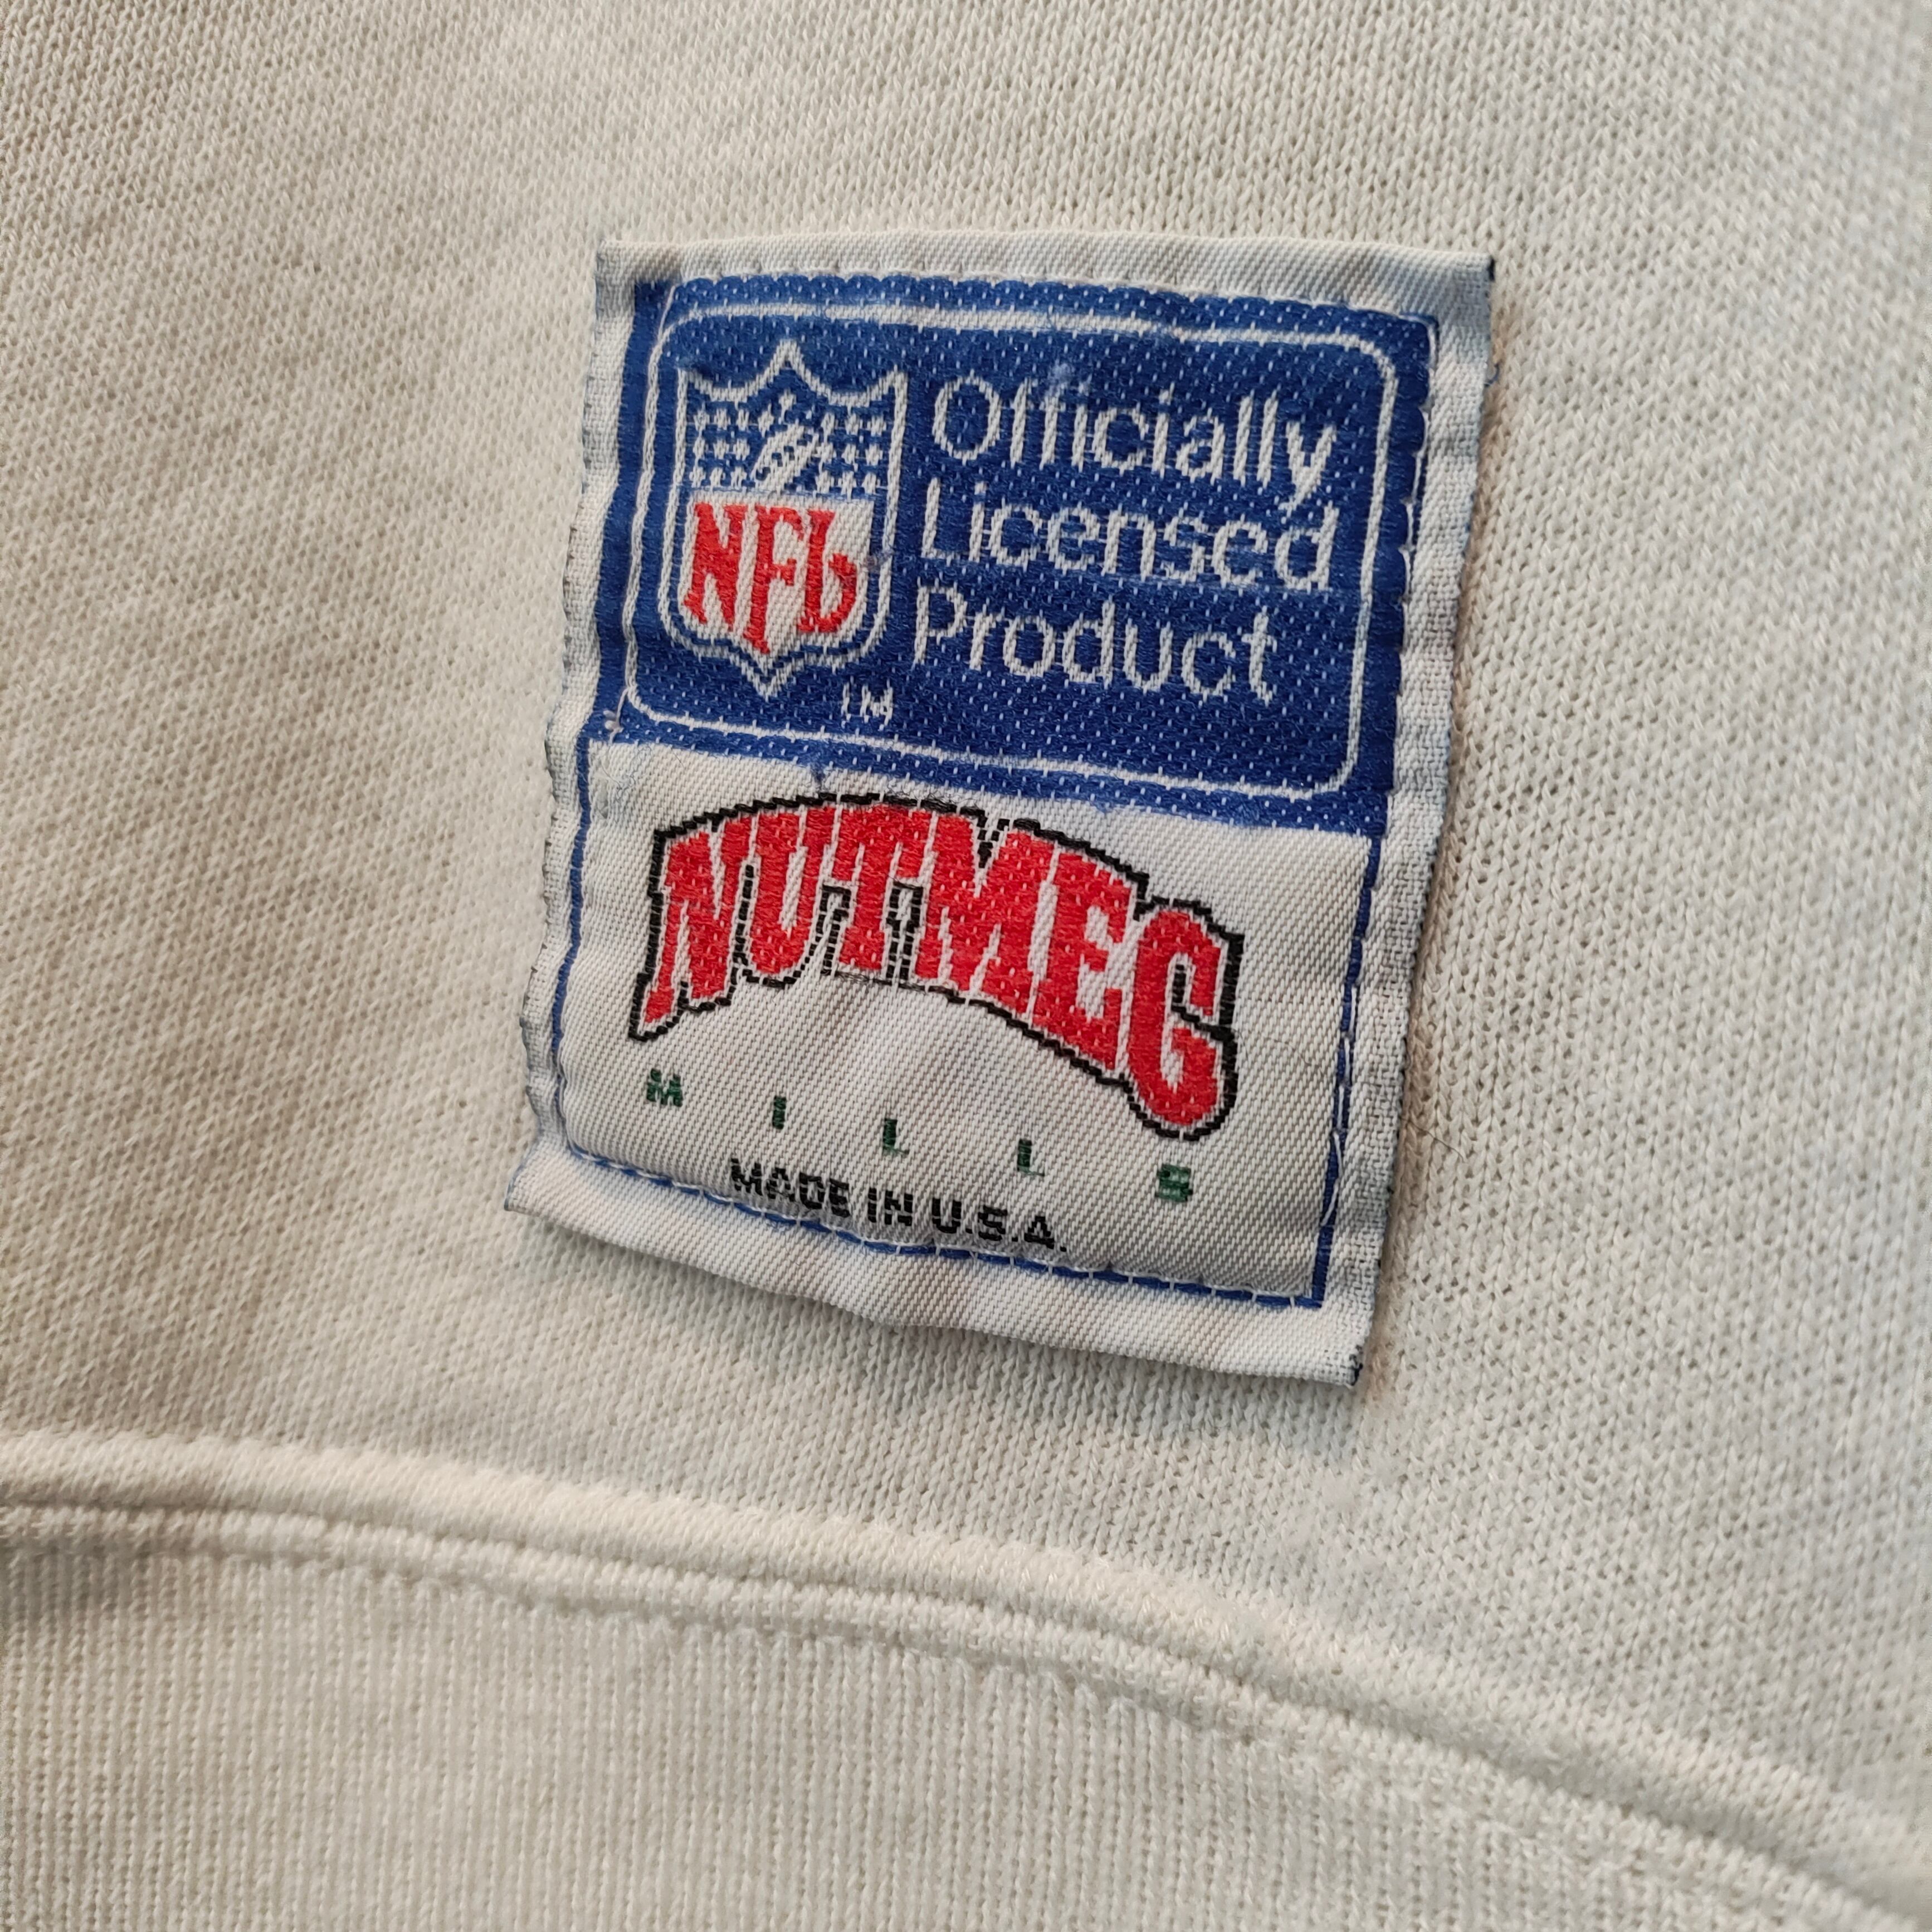 Officially
Licensed
Product
NFL
TM
NUTMEG
MILLS
MADE IN U.S.A.